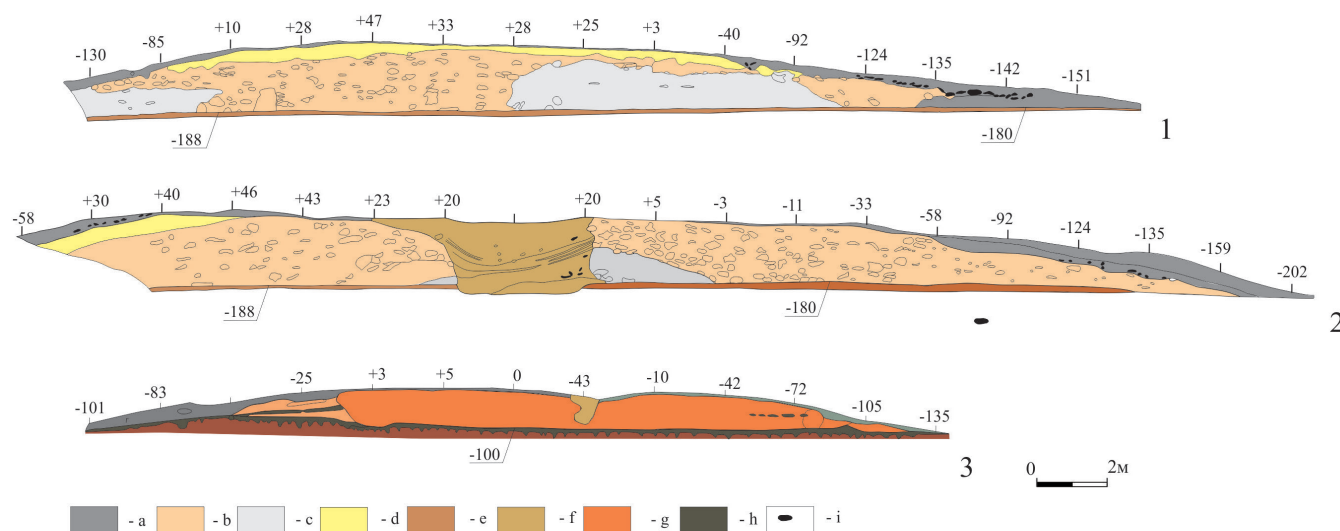 -130 -85 +10 +28 +47 +33 +28 +25 +3 -40 -92 -124 -135 -142 -151
-188 -180
1
-58 +30 +40 +46 +43 +23 +20 +20 +5 -3 -11 -33 -58 -92 -124 -135 -159 -202
-188 -180
2
-101 -83 -25 +3 +5 0 -43 -10 -42 -72 -105 -135
-100
3
0 2м
- a - b - c - d - e - f - g - h - i